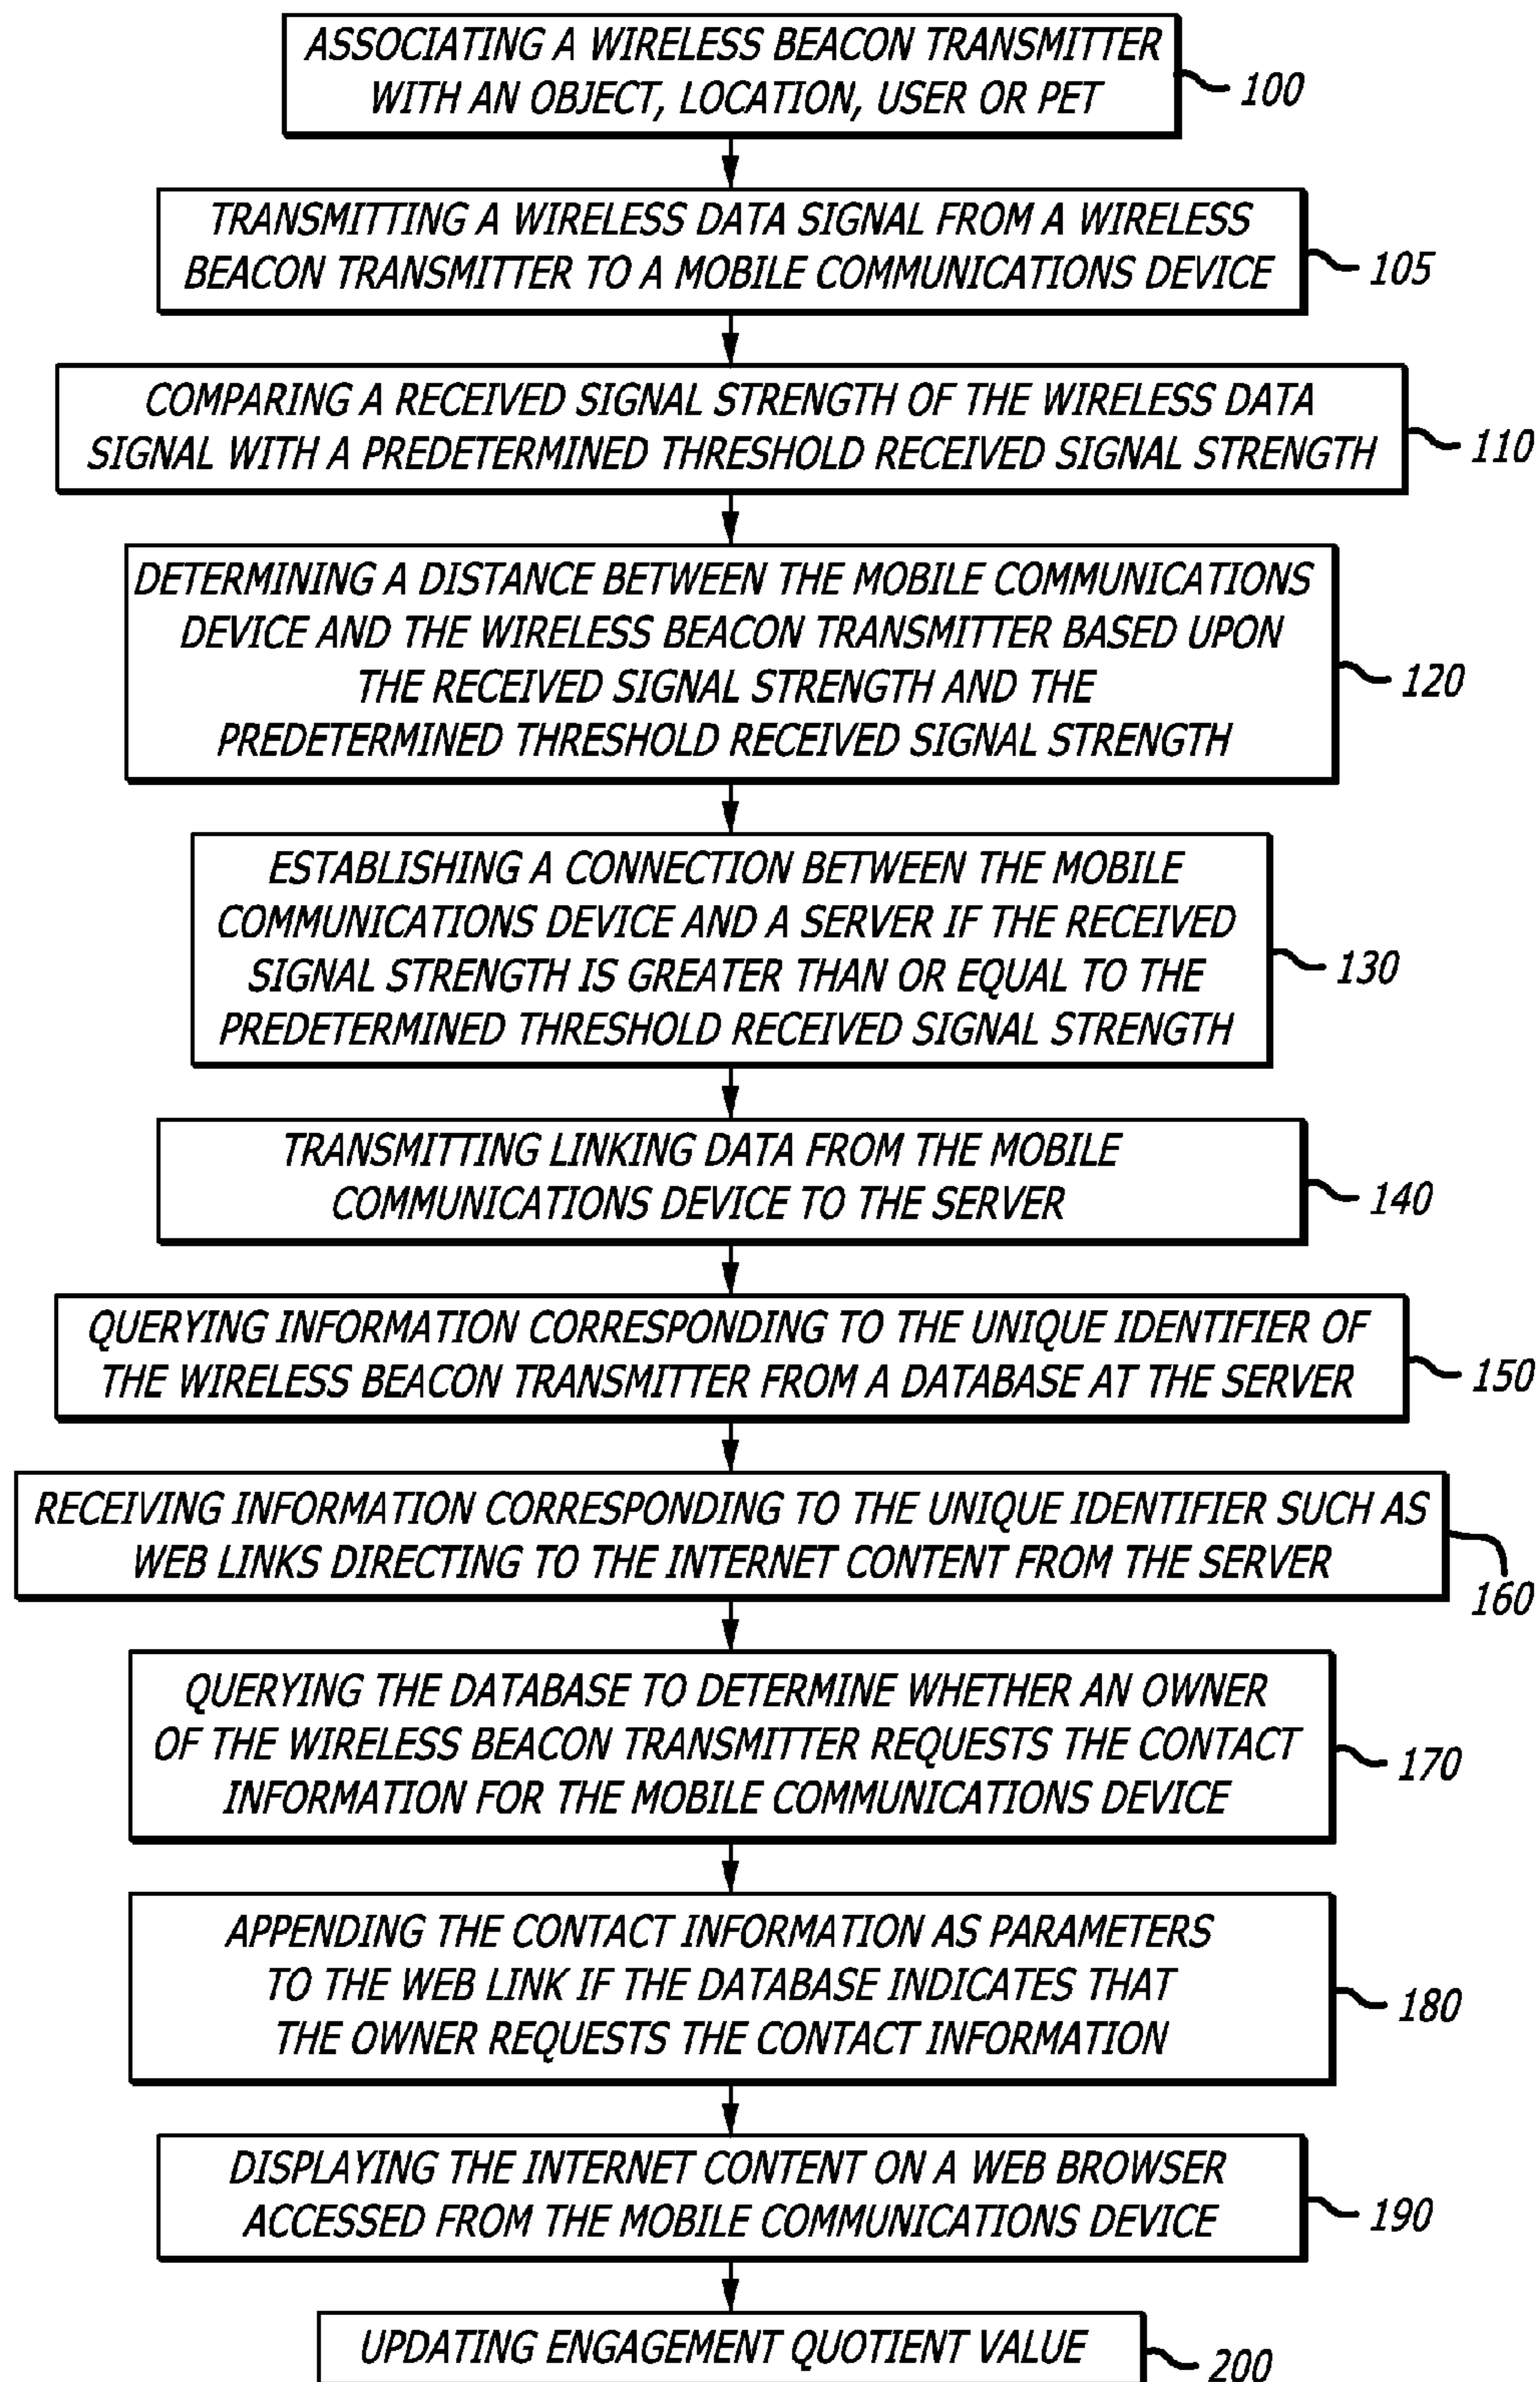 ASSOCIATING A WIRELESS BEACON TRANSMITTER
WITH AN OBJECT, LOCATION, USER OR PET
100
TRANSMITTING A WIRELESS DATA SIGNAL FROM A WIRELESS
BEACON TRANSMITTER TO A MOBILE COMMUNICATIONS DEVICE
105
COMPARING A RECEIVED SIGNAL STRENGTH OF THE WIRELESS DATA
SIGNAL WITH A PREDETERMINED THRESHOLD RECEIVED SIGNAL STRENGTH
110
DETERMINING A DISTANCE BETWEEN THE MOBILE COMMUNICATIONS
DEVICE AND THE WIRELESS BEACON TRANSMITTER BASED UPON
THE RECEIVED SIGNAL STRENGTH AND THE
PREDETERMINED THRESHOLD RECEIVED SIGNAL STRENGTH
120
ESTABLISHING A CONNECTION BETWEEN THE MOBILE
COMMUNICATIONS DEVICE AND A SERVER IF THE RECEIVED
SIGNAL STRENGTH IS GREATER THAN OR EQUAL TO THE
PREDETERMINED THRESHOLD RECEIVED SIGNAL STRENGTH
130
TRANSMITTING LINKING DATA FROM THE MOBILE
COMMUNICATIONS DEVICE TO THE SERVER
140
QUERYING INFORMATION CORRESPONDING TO THE UNIQUE IDENTIFIER OF
THE WIRELESS BEACON TRANSMITTER FROM A DATABASE AT THE SERVER
150
RECEIVING INFORMATION CORRESPONDING TO THE UNIQUE IDENTIFIER SUCH AS
WEB LINKS DIRECTING TO THE INTERNET CONTENT FROM THE SERVER
160
QUERYING THE DATABASE TO DETERMINE WHETHER AN OWNER
OF THE WIRELESS BEACON TRANSMITTER REQUESTS THE CONTACT
INFORMATION FOR THE MOBILE COMMUNICATIONS DEVICE
170
APPENDING THE CONTACT INFORMATION AS PARAMETERS
TO THE WEB LINK IF THE DATABASE INDICATES THAT
THE OWNER REQUESTS THE CONTACT INFORMATION
180
DISPLAYING THE INTERNET CONTENT ON A WEB BROWSER
ACCESSED FROM THE MOBILE COMMUNICATIONS DEVICE
190
UPDATING ENGAGEMENT QUOTIENT VALUE
200